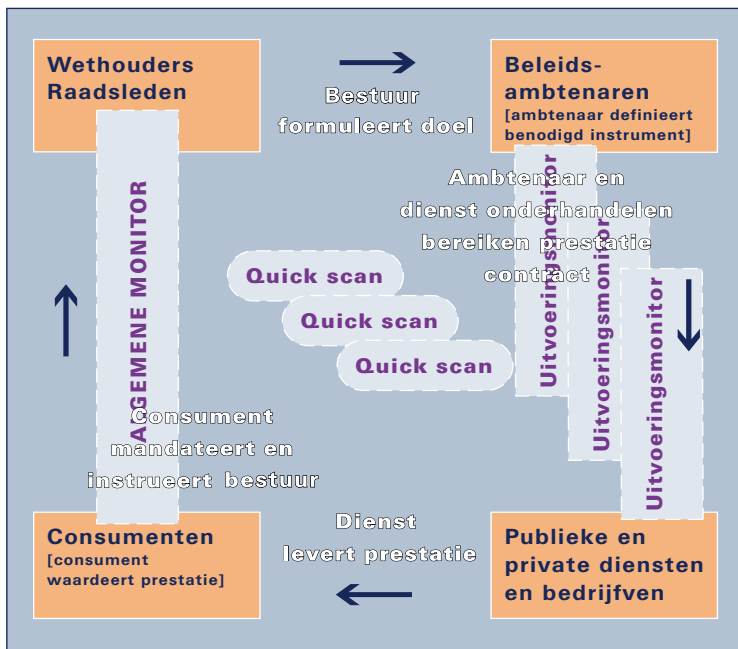 Wethouders
Raadsleden
Bestuur
formuleert doel
Beleids-
ambtenaren
[ambtenaar definieert
benodigd instrument]
ALGEMENE MONITOR
Ambtenaar en
dienst onderhandelen
bereiken prestatie
contract
Uitvoeringsmonitor
Uitvoeringsmonitor
Uitvoeringsmonitor
Quick scan
Quick scan
Quick scan
Consument
mandateert en
instrueert bestuur
Consumenten
[consument
waardeert prestatie]
Dienst
levert prestatie
Publieke en
private diensten
en bedrijfven